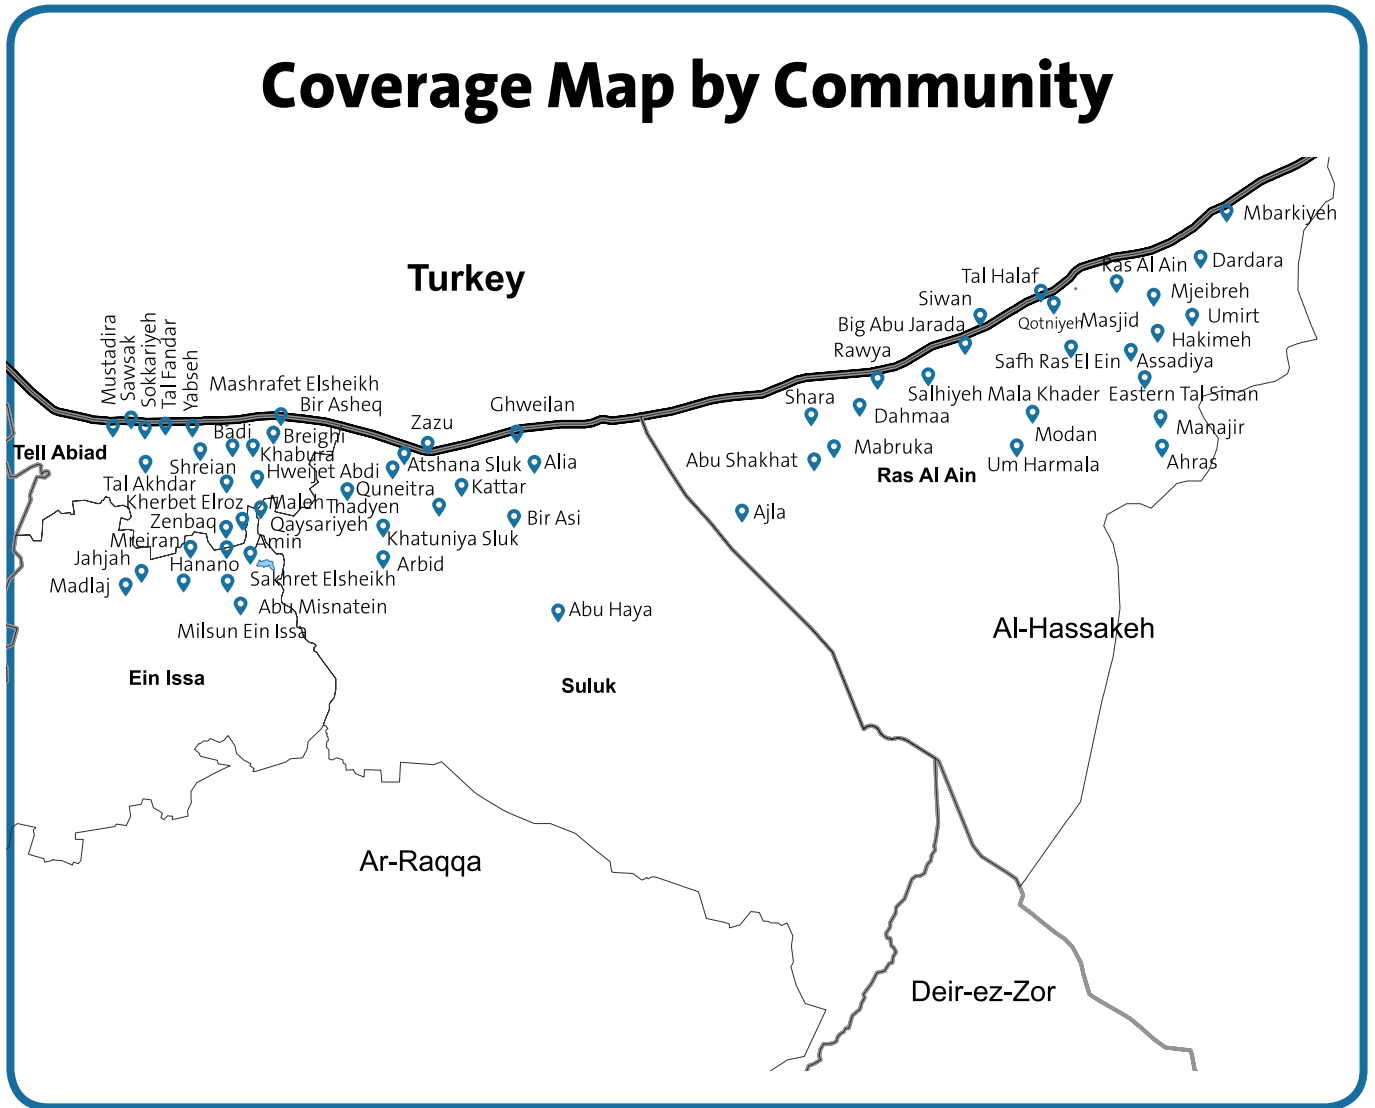 Coverage Map by Community
Mbarkiyeh
Turkey
Tal Halaf
Ras Al Ain
Dardara
Siwan
Mjeibreh
Big Abu Jarada
Qotniyeh
Masjid
Umirt
Rawya
Hakimeh
Safh Ras El Ein
Assadiya
Mustadira
Sawsak
Sokkariyeh
Tal Fandar
Yabseh
Mashrafet Elsheikh
Bir Asheq
Zazu
Ghweilan
Shara
Salhiyeh
Mala Khader
Eastern Tal Sinan
Dahmaa
Manajir
Modan
Badi
Breighi
Tell Abiad
Khabura
Shreian
Hweijet Abdi
Atshana Sluk
Alia
Abu Shakhat
Mabruka
Um Harmala
Ahras
Ras Al Ain
Tal Akhdar
Quneitra
Kattar
Kherbet Elroz
Maleh
Thadyen
Zenbaq
Qaysariyeh
Bir Asi
Ajla
Mreiran
Amin
Khatuniya Sluk
Jahjah
Hanano
Arbid
Madlaj
Sakhret Elsheikh
Abu Misnatein
Abu Haya
Milsun Ein Issa
Al-Hassakeh
Ein Issa
Suluk
Ar-Raqqa
Deir-ez-Zor